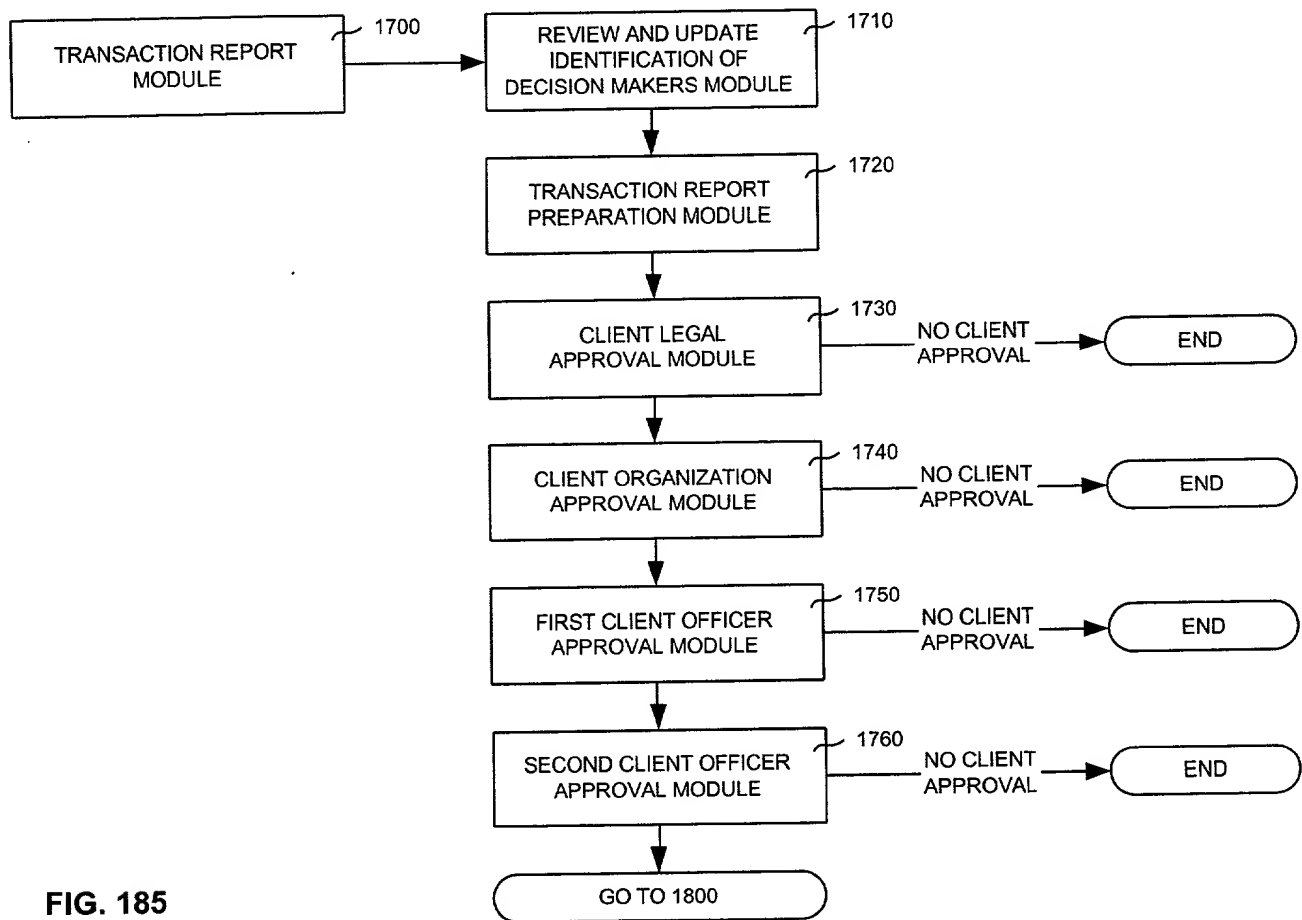 TRANSACTION REPORT
MODULE
1700
REVIEW AND UPDATE
IDENTIFICATION OF
DECISION MAKERS MODULE
1710
TRANSACTION REPORT
PREPARATION MODULE
1720
CLIENT LEGAL
APPROVAL MODULE
1730
NO CLIENT
APPROVAL
END
CLIENT ORGANIZATION
APPROVAL MODULE
1740
NO CLIENT
APPROVAL
END
FIRST CLIENT OFFICER
APPROVAL MODULE
1750
NO CLIENT
APPROVAL
END
SECOND CLIENT OFFICER
APPROVAL MODULE
1760
NO CLIENT
APPROVAL
END
GO TO 1800
FIG. 185